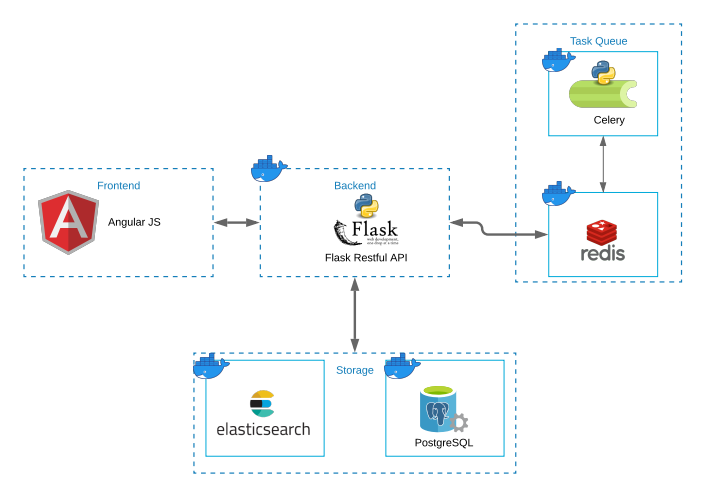 Task Queue
Celery
Frontend
Angular JS
Backend
Flask
web development,
one drop at a time
Flask Restful API
redis
Storage
elasticsearch
PostgreSQL